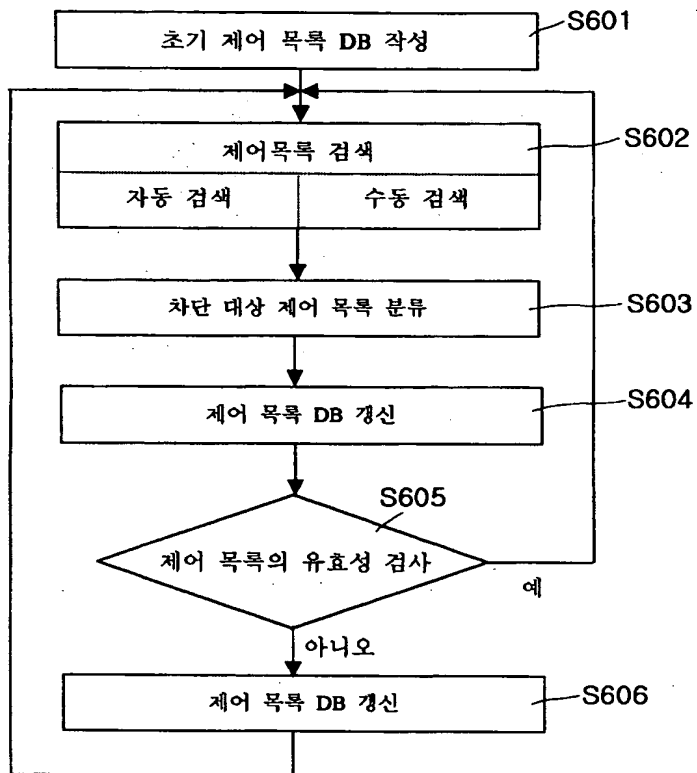 초기 제어 목록 DB 작성
S601
제어목록 검색
S602
자동 검색
수동 검색
차단 대상 제어 목록 분류
S603
제어 목록 DB 갱신
S604
S605
제어 목록의 유효성 검사
예
아니오
제어 목록 DB 갱신
S606